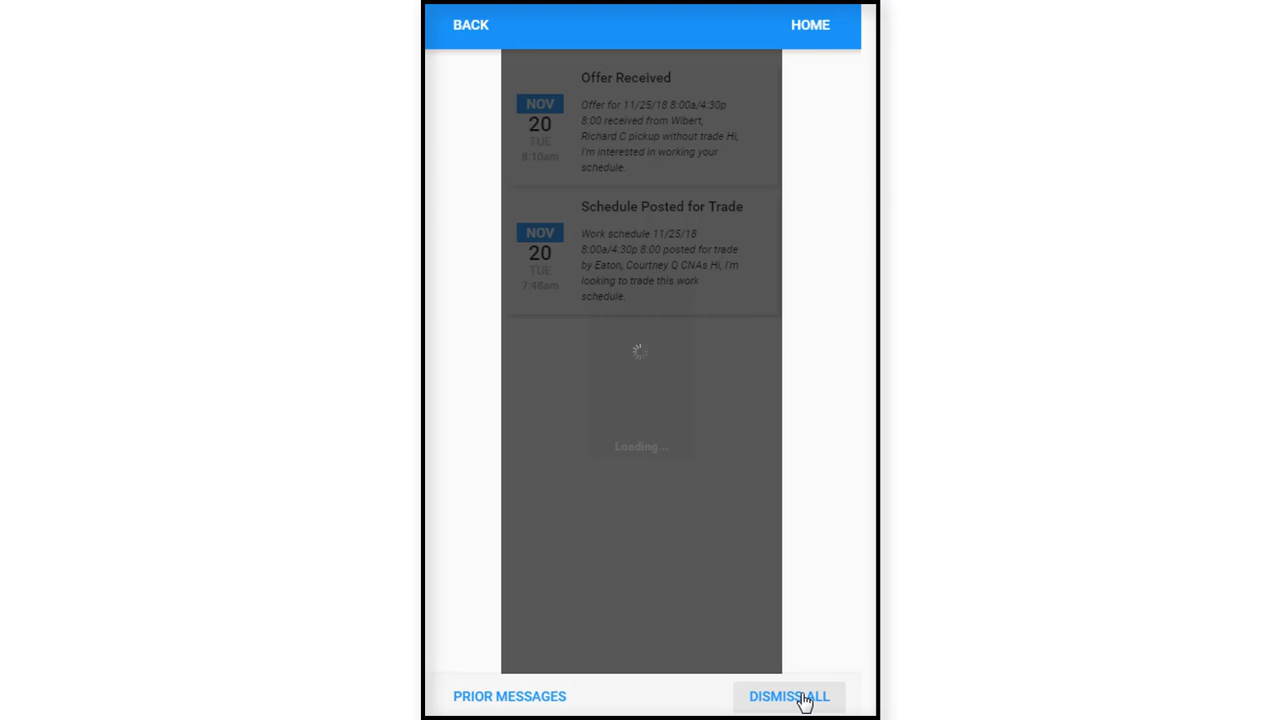 BACK
HOME
Offer Received
NOV
20
TUE
8:10am
Offer for 11/25/18 8:00a/4:30p
8:00 received from Wibert,
Richard C pickup without trade Hi,
I'm interested in working your
schedule.
Schedule Posted for Trade
NOV
20
TUE
7:48am
Work schedule 11/25/18
8:00a/4:30p 8:00 posted for trade
by Eaton, Courtney Q CNAs Hi, I'm
looking to trade this work
schedule.
Loading...
PRIOR MESSAGES
DISMISS ALL